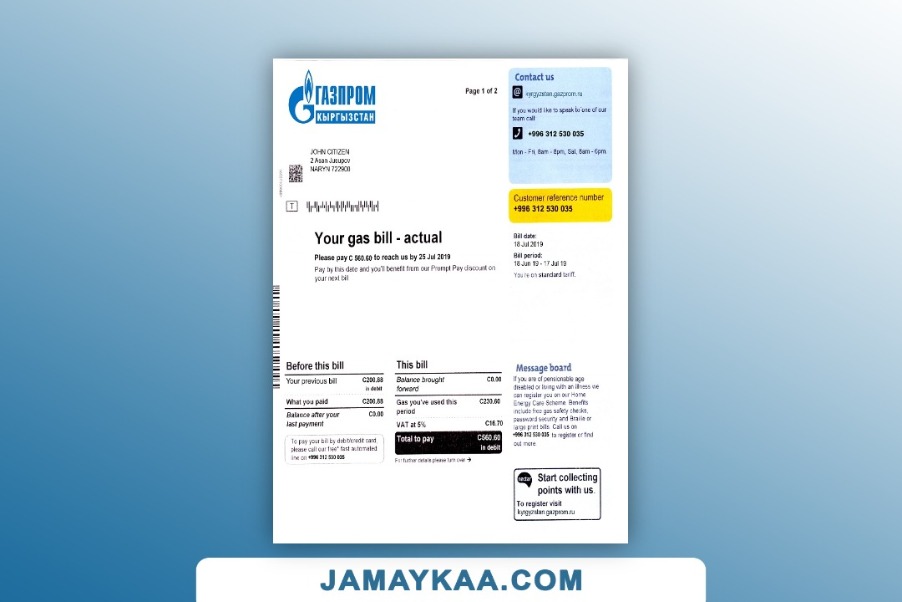 ГАЗПРОМ
КЫРГЫЗСТАН
Page 1 of 2
Contact us
kyrgyzstan.gazprom.ru
If you would like to speak to one of our
team call:
+996 312 530 035
Mon - Fri, 8am - 8pm, Sat, 8am - 6pm.
JOHN CITIZEN
2 Asan Jusupov
NARYN 722900
T
Customer reference number
+996 312 530 035
Your gas bill - actual
Please pay C 560.60 to reach us by 25 Jul 2019
Pay by this date and you'll benefit from our Prompt Pay discount on
your next bill
Bill date:
18 Jul 2019
Bill period:
18 Jun 19 - 17 Jul 19
You're on standard tariff.
Before this bill
Your previous bill C200.88
in debit
What you paid C200.88
Balance after your C0.00
last payment
To pay your bill by debit/credit card,
please call our free* fast automated
line on +996 312 530 035
This bill
Balance brought C0.00
forward
Gas you've used this
period
VAT at 5%
Total to pay C560.60
in debit
For further details please turn over →
Message board
If you are of pensionable age
disabled or living with an illness we
can register you on our Home
Energy Care Scheme. Benefits
include free gas safety checks,
password security and Braille or
large print bills. Call us on
+996 312 530 035 to register or find
out more
nectar
Start collecting
points with us.
To register visit
kyrgyzstan.gazprom.ru
JAMAYKAA.COM